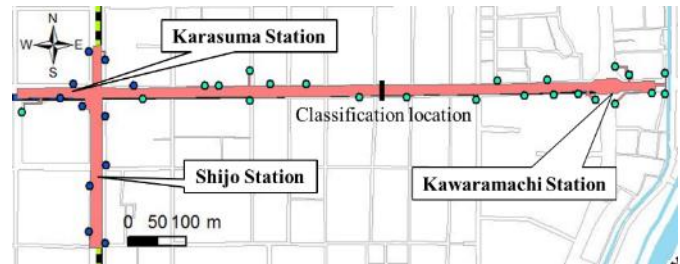 N
W E
S
Karasuma Station
Classification location
Shijo Station
Kawaramachi Station
0 50 100 m